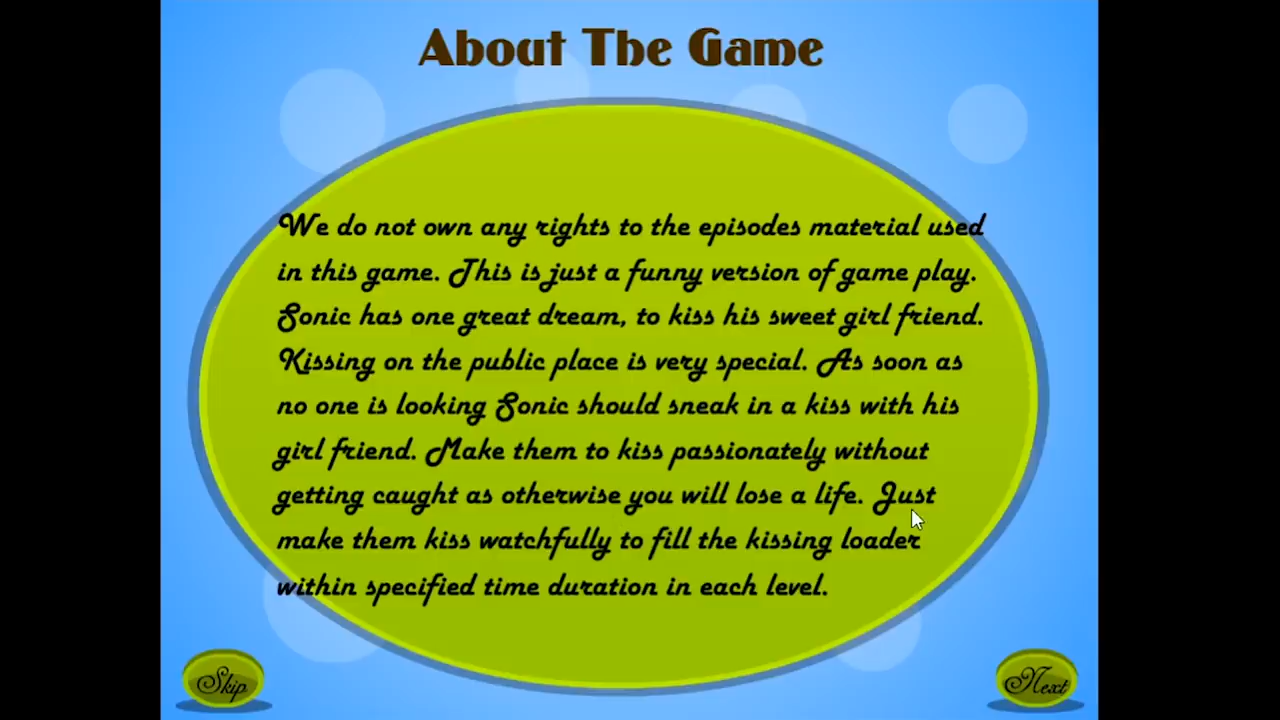 About The Game
We do not own any rights to the episodes material used
in this game. This is just a funny version of game play.
Sonic has one great dream, to kiss his sweet girl friend.
Kissing on the public place is very special. As soon as
no one is looking Sonic should sneak in a kiss with his
girl friend. Make them to kiss passionately without
getting caught as otherwise you will lose a life. Just
make them kiss watchfully to fill the kissing loader
within specified time duration in each level.
Skip
Next